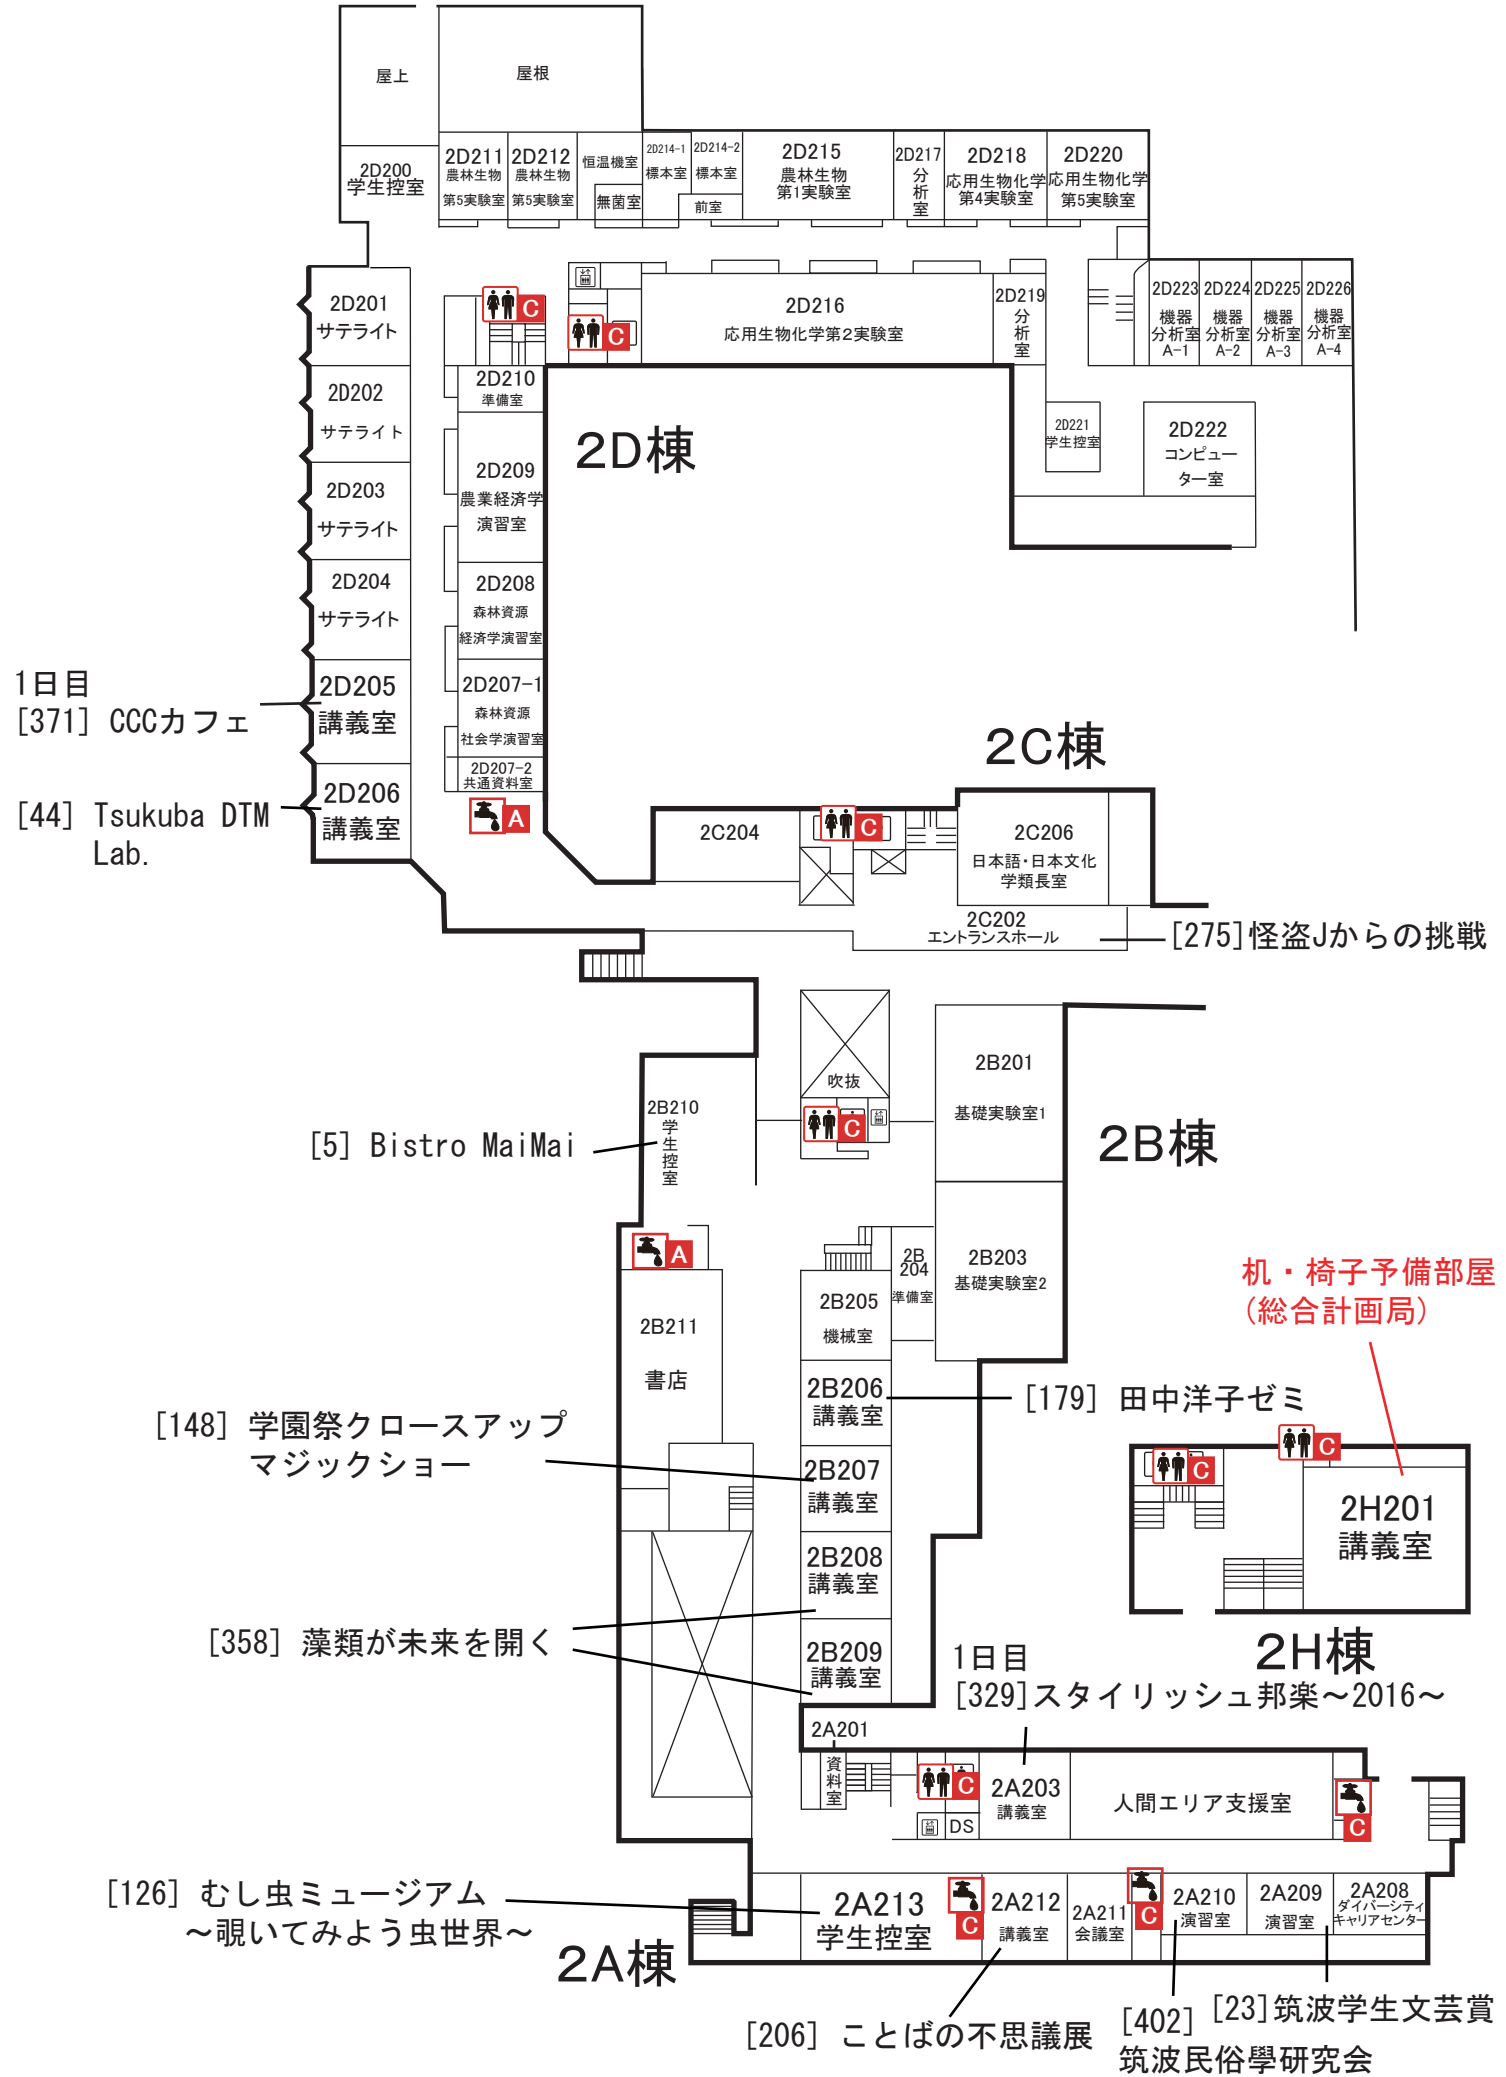 屋上
屋根
2D200
学生控室
2D211
農林生物
第5実験室
2D212
農林生物
第5実験室
恒温機室
無菌室
2D214-1
標本室
2D214-2
標本室
前室
2D215
農林生物
第1実験室
2D217
分
析
室
2D218
応用生物化学
第4実験室
2D220
応用生物化学
第5実験室
2D201
サテライト
C
C
2D216
応用生物化学第2実験室
2D219
分
析
室
2D223
機器
分析室
A-1
2D224
機器
分析室
A-2
2D225
機器
分析室
A-3
2D226
機器
分析室
A-4
2D202
サテライト
2D210
準備室
2D棟
2D221
学生控室
2D222
コンピュー
ター室
2D203
サテライト
2D209
農業経済学
演習室
2D204
サテライト
2D208
森林資源
経済学演習室
1日目
[371] CCCカフェ
2D205
講義室
2D207-1
森林資源
社会学演習室
2D207-2
共通資料室
[44] Tsukuba DTM
Lab.
2D206
講義室
A
2C棟
2C204
C
2C206
日本語・日本文化
学類長室
2C202
エントランスホール
[275]怪盗Jからの挑戦
吹抜
C
2B201
基礎実験室1
2B棟
[5] Bistro MaiMai
2B210
学
生
控
室
A
2B211
書店
2B
204
準備室
2B203
基礎実験室2
2B205
機械室
机・椅子予備部屋
(総合計画局)
2B206
講義室
[179] 田中洋子ゼミ
[148] 学園祭クロースアップ
マジックショー
2B207
講義室
C
C
2H201
講義室
2H棟
2B208
講義室
[358] 藻類が未来を開く
2B209
講義室
1日目
[329]スタイリッシュ邦楽～2016～
2A201
資
料
室
C
DS
2A203
講義室
人間エリア支援室
C
[126] むし虫ミュージアム
～覗いてみよう虫世界～
2A213
学生控室
C
2A212
講義室
2A211
会議室
C
2A210
演習室
2A209
演習室
2A208
ダイバーシティ
キャリアセンター
2A棟
[206] ことばの不思議展
[402]
筑波民俗學研究会
[23]筑波学生文芸賞